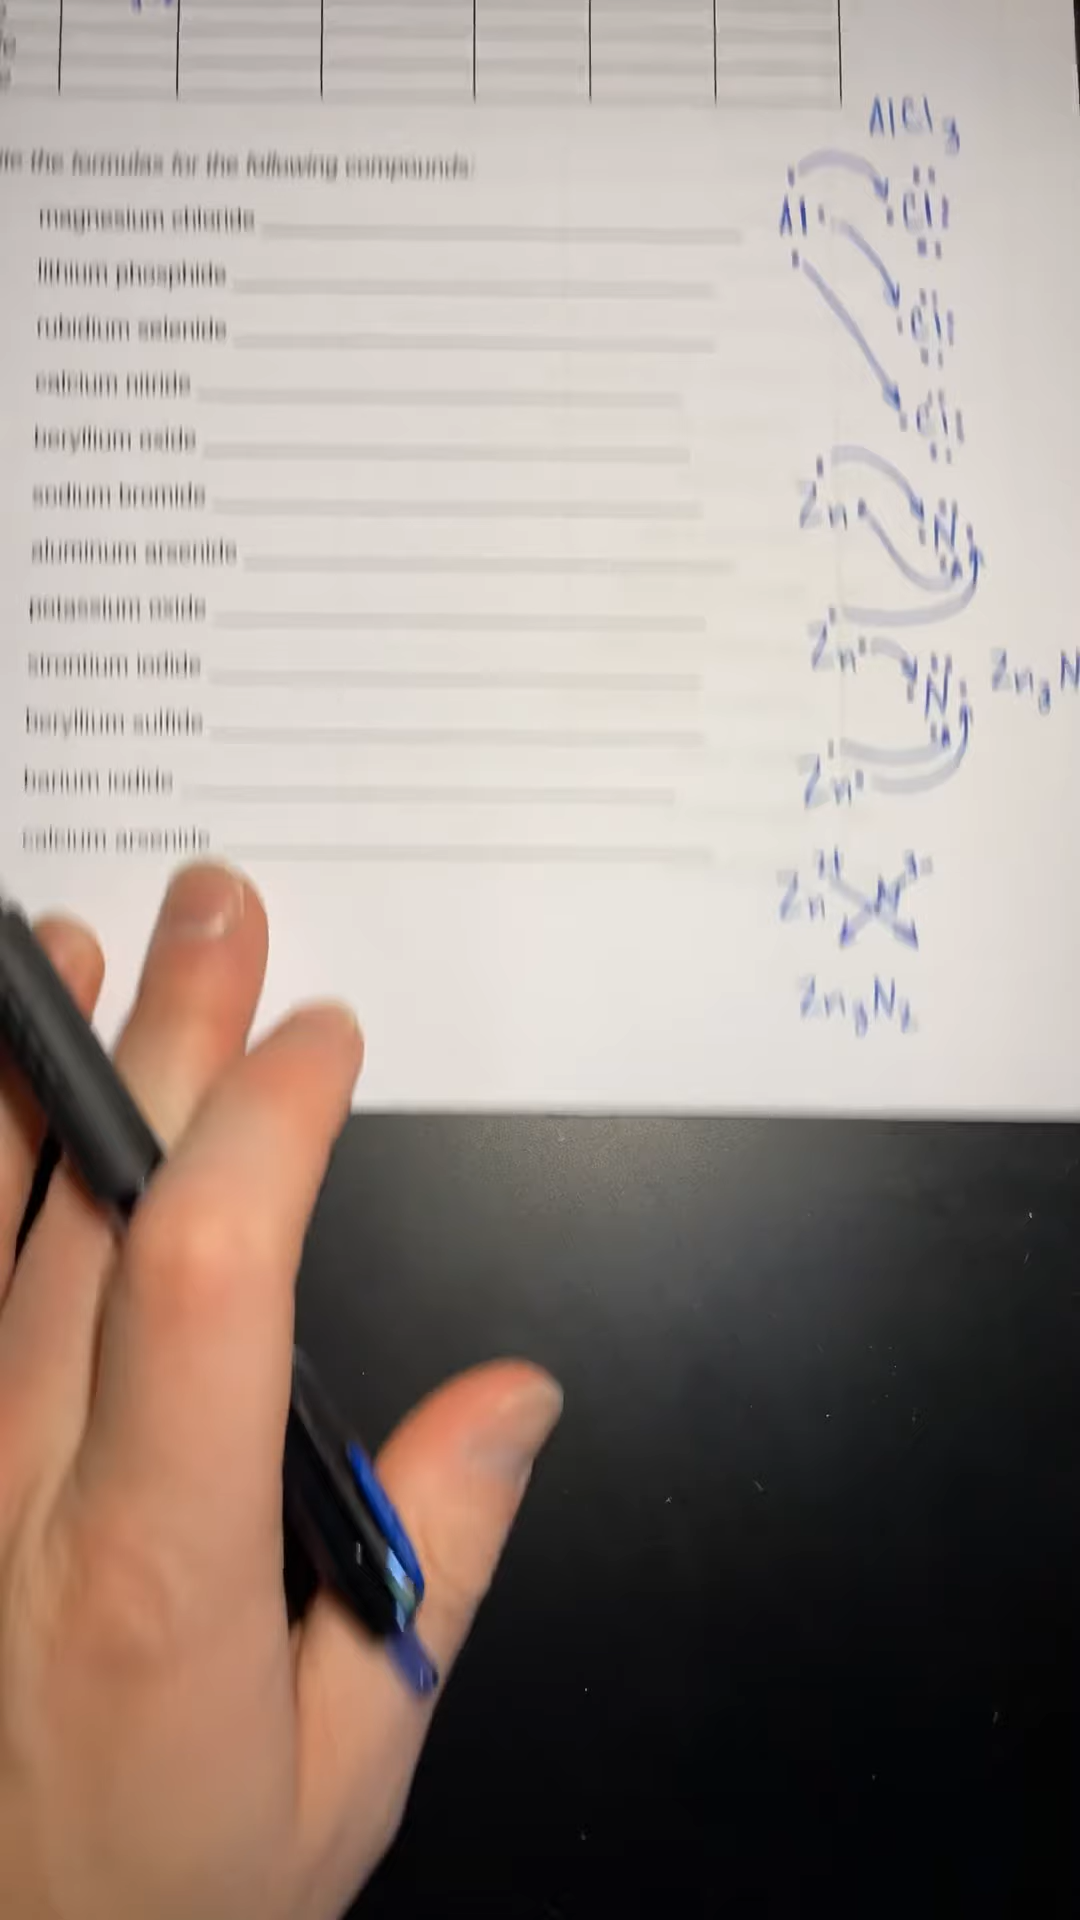 the formulas for the following compounds:
magnesium chloride
lithium phosphide
rubidium selenide
calcium nitride
beryllium oxide
sodium bromide
aluminum arsenide
potassium oxide
strontium iodide
beryllium sulfide
barium iodide
calcium arsenide
AlCl3
Al Cl
Cl
Cl
Zn N
Zn
N Zn3N
Zn
Zn2+ N3-
Zn3N2